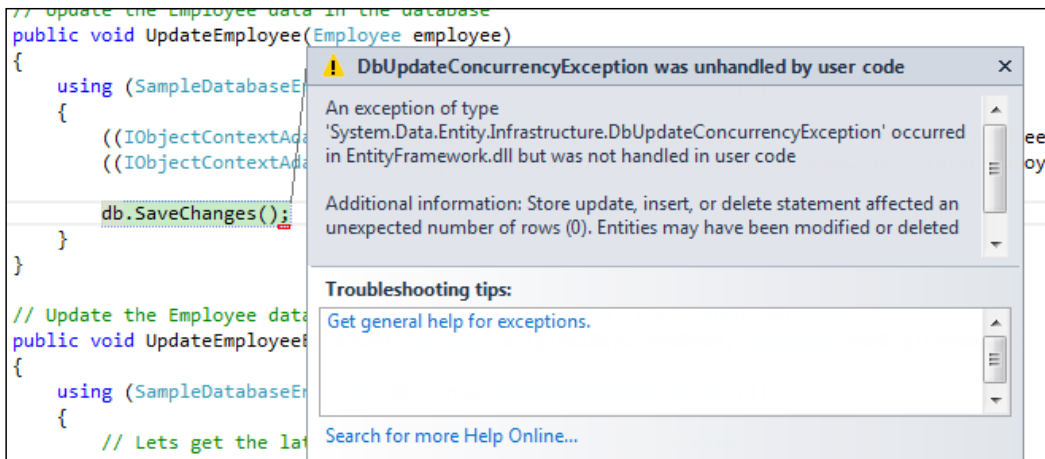 // Update the Employee data in the database
public void UpdateEmployee(Employee employee)
{
DbUpdateConcurrencyException was unhandled by user code
using (SampleDatabaseE
An exception of type
{
'System.Data.Entity.Infrastructure.DbUpdateConcurrencyException' occurred
((IObjectContextAda
in EntityFramework.dll but was not handled in user code
((IObjectContextAda
Additional information: Store update, insert, or delete statement affected an
db.SaveChanges();
unexpected number of rows (0). Entities may have been modified or deleted
}
}
Troubleshooting tips:
// Update the Employee data
Get general help for exceptions.
public void UpdateEmployee
{
using (SampleDatabaseEn
{
Search for more Help Online...
// Lets get the lat